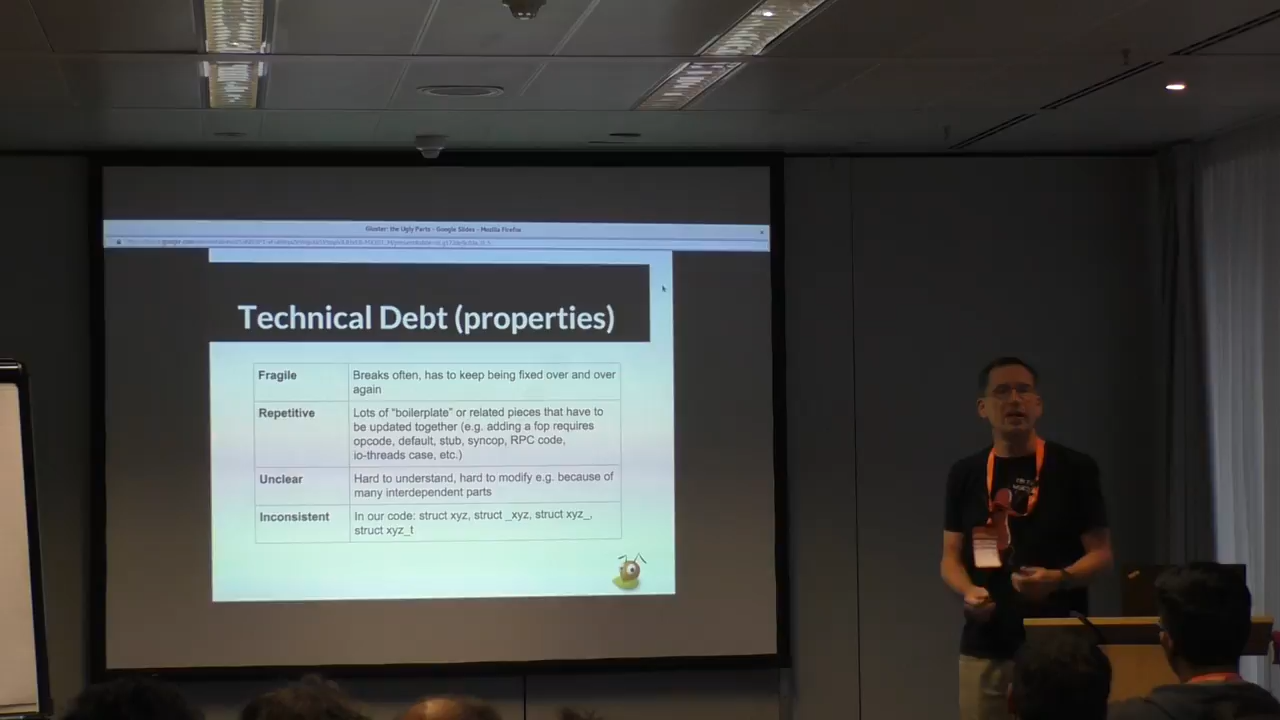 Gluster: the Ugly Parts - Google Slides - Mozilla Firefox
Technical Debt (properties)
Fragile
Breaks often, has to keep being fixed over and over
again
Repetitive
Lots of “boilerplate” or related pieces that have to
be updated together (e.g. adding a fop requires
opcode, default, stub, syncop, RPC code,
io-threads case, etc.)
Unclear
Hard to understand, hard to modify e.g. because of
many interdependent parts
Inconsistent
In our code: struct xyz, struct _xyz, struct xyz_,
struct xyz_t